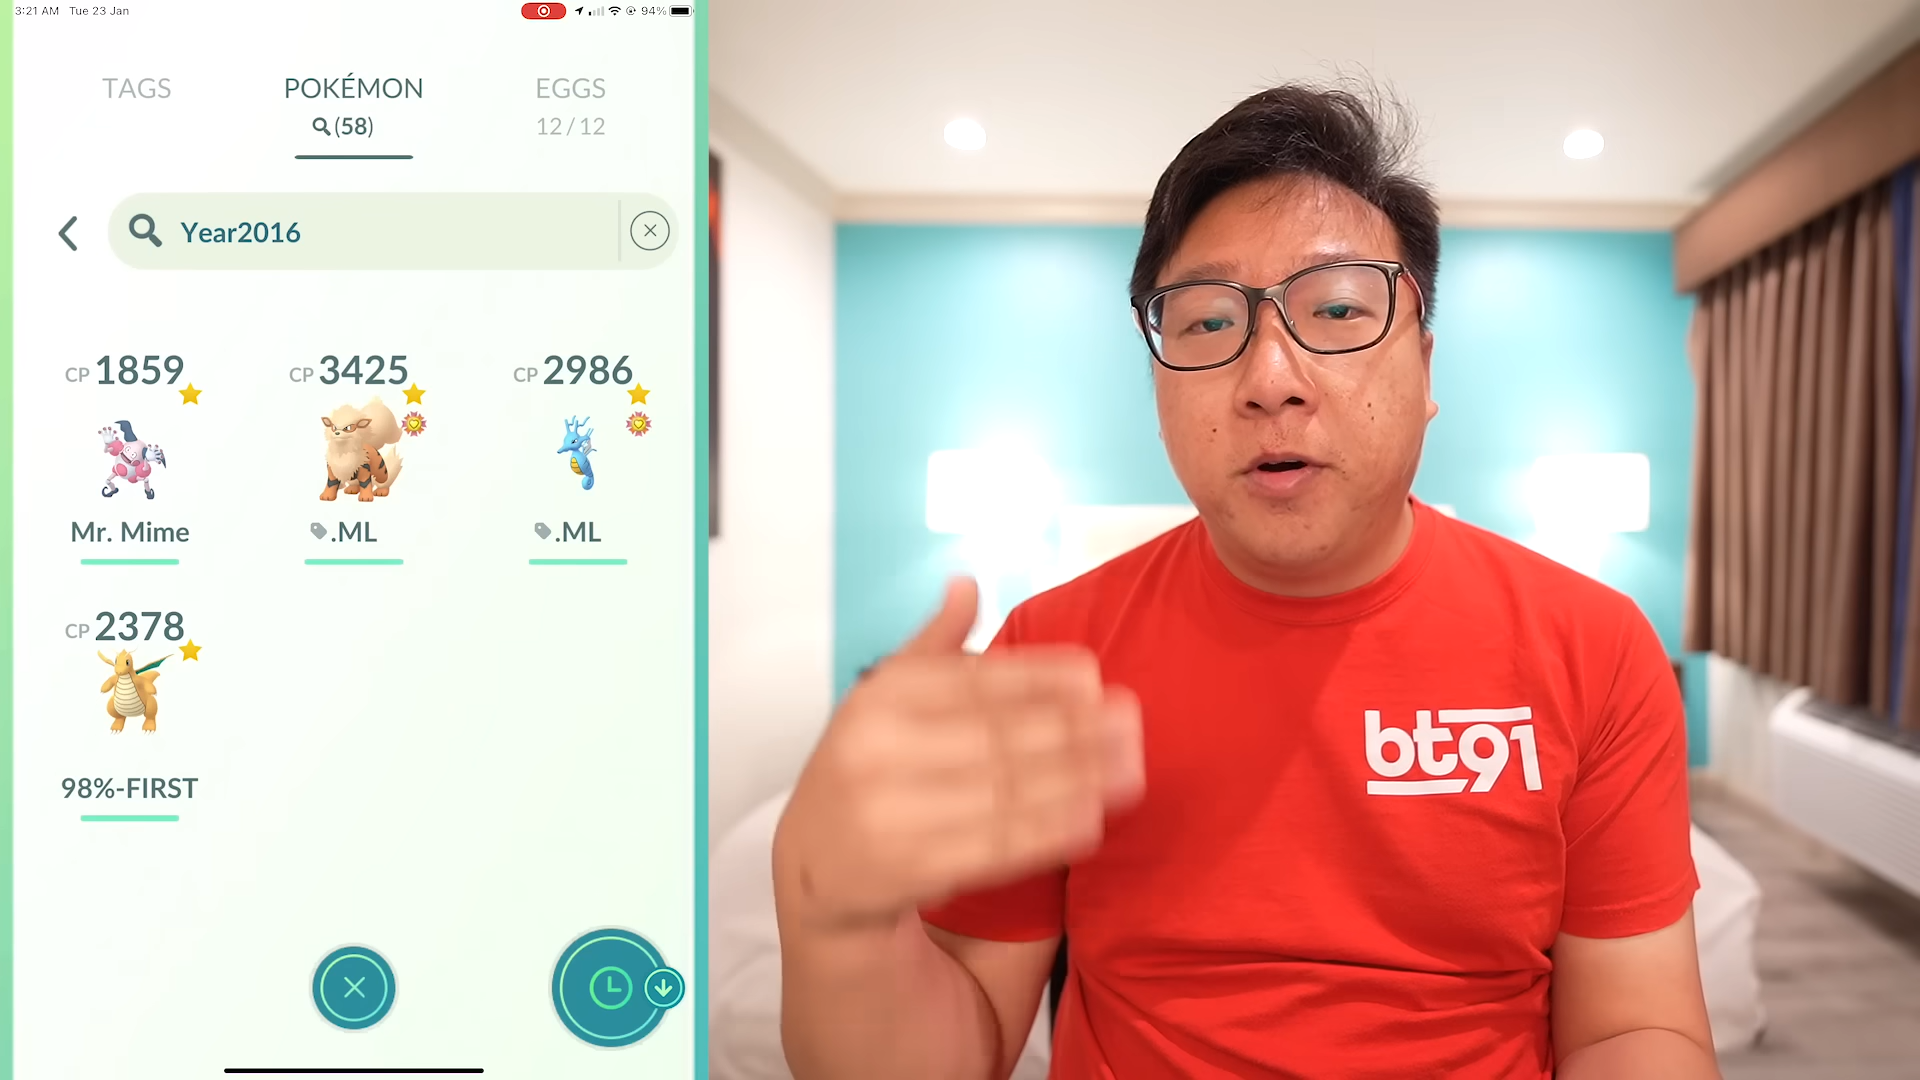 3:21 AM Tue 23 Jan 94%
TAGS POKÉMON EGGS
(58) 12/12
Year2016
CP 1859 CP 3425 CP 2986
Mr. Mime .ML .ML
CP 2378
98%-FIRST
bt91